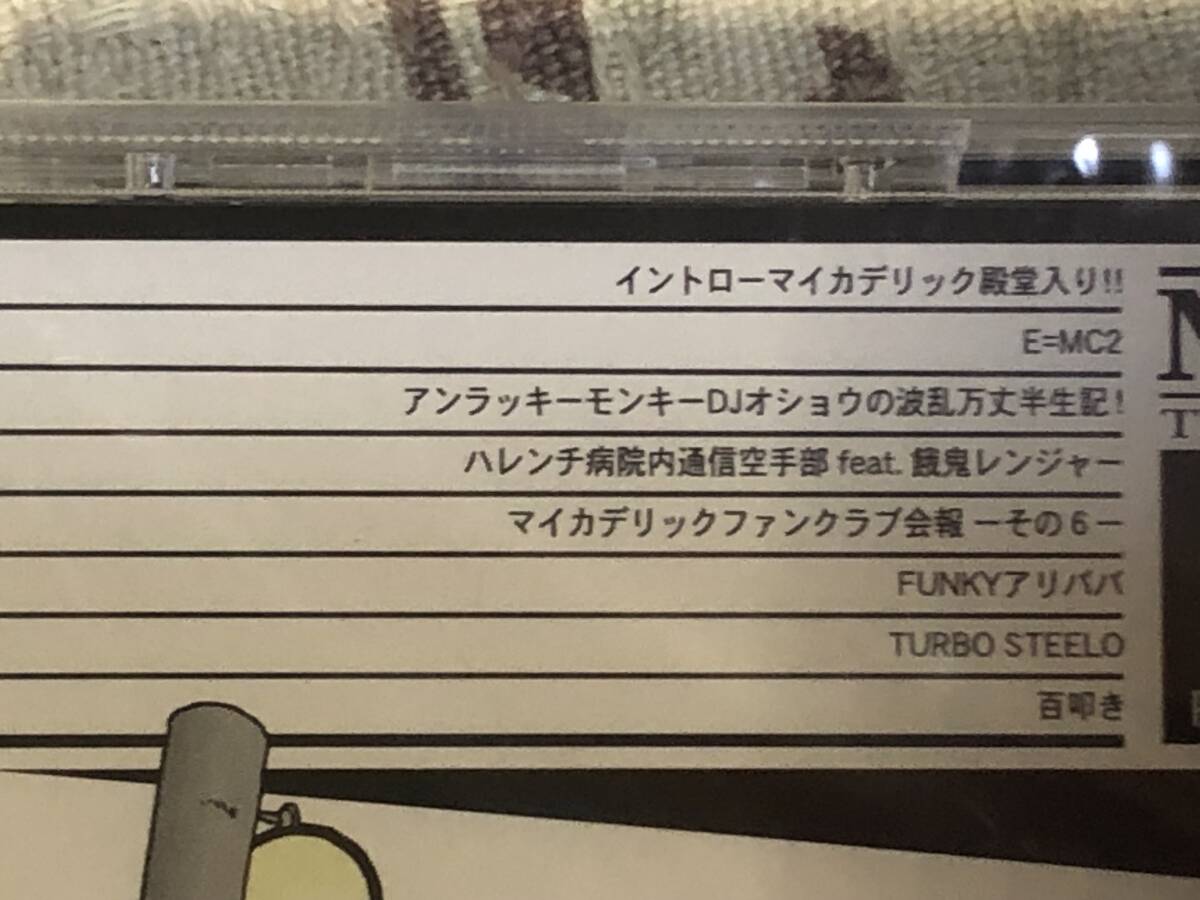 イントローマイカデリック殿堂入り!!
E=MC2
アンラッキーモンキーDJオショウの波乱万丈半生記!
ハレンチ病院内通信空手部 feat. 餓鬼レンジャー
マイカデリックファンクラブ会報 ーその6ー
FUNKYアリババ
TURBO STEELO
百叩き